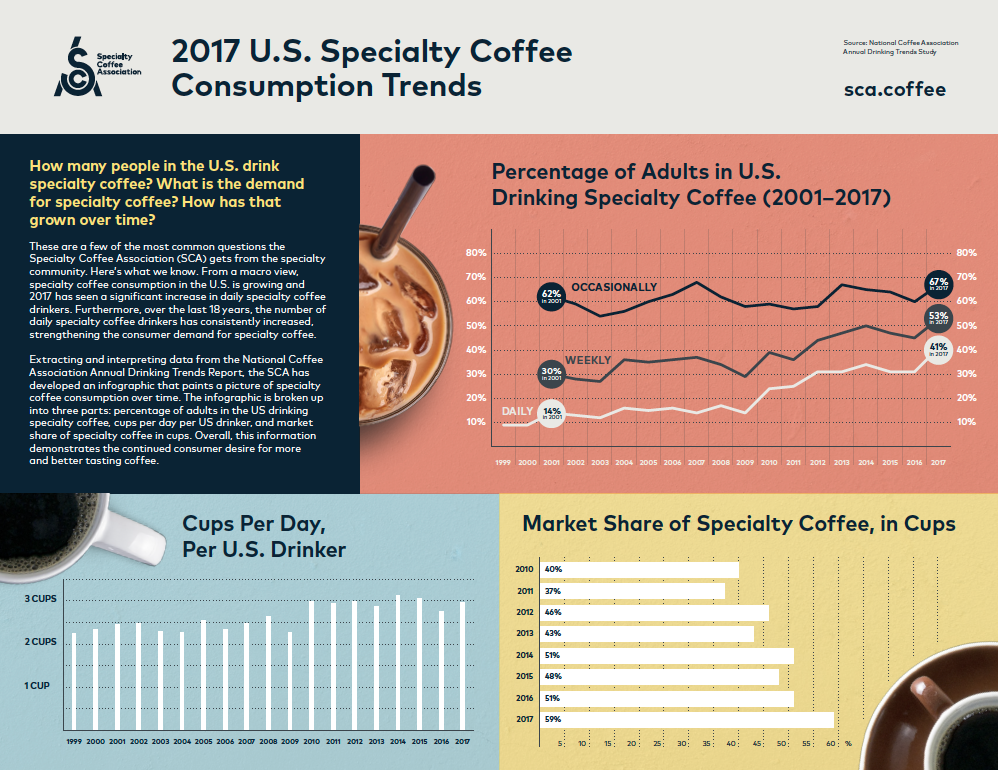 Specialty
Coffee
Association
2017 U.S. Specialty Coffee
Consumption Trends
Source: National Coffee Association
Annual Drinking Trends Study
sca.coffee
How many people in the U.S. drink
specialty coffee? What is the demand
for specialty coffee? How has that
grown over time?
These are a few of the most common questions the
Specialty Coffee Association (SCA) gets from the specialty
community. Here's what we know. From a macro view,
specialty coffee consumption in the U.S. is growing and
2017 has seen a significant increase in daily specialty coffee
drinkers. Furthermore, over the last 18 years, the number of
daily specialty coffee drinkers has consistently increased,
strengthening the consumer demand for specialty coffee.
Extracting and interpreting data from the National Coffee
Association Annual Drinking Trends Report, the SCA has
developed an infographic that paints a picture of specialty
coffee consumption over time. The infographic is broken up
into three parts: percentage of adults in the US drinking
specialty coffee, cups per day per US drinker, and market
share of specialty coffee in cups. Overall, this information
demonstrates the continued consumer desire for more
and better tasting coffee.
Percentage of Adults in U.S.
Drinking Specialty Coffee (2001–2017)
80% 80%
70% 70%
60% 60%
50% 50%
40% 40%
30% 30%
20% 20%
10% 10%
62%
in 2001
OCCASIONALLY
67%
in 2017
53%
in 2017
WEEKLY
30%
in 2001
41%
in 2017
DAILY
14%
in 2001
1999 2000 2001 2002 2003 2004 2005 2006 2007 2008 2009 2010 2011 2012 2013 2014 2015 2016 2017
Cups Per Day,
Per U.S. Drinker
3 CUPS
2 CUPS
1 CUP
1999 2000 2001 2002 2003 2004 2005 2006 2007 2008 2009 2010 2011 2012 2013 2014 2015 2016 2017
Market Share of Specialty Coffee, in Cups
2010 40%
2011 37%
2012 46%
2013 43%
2014 51%
2015 48%
2016 51%
2017 59%
5 10 15 20 25 30 35 40 45 50 55 60 %